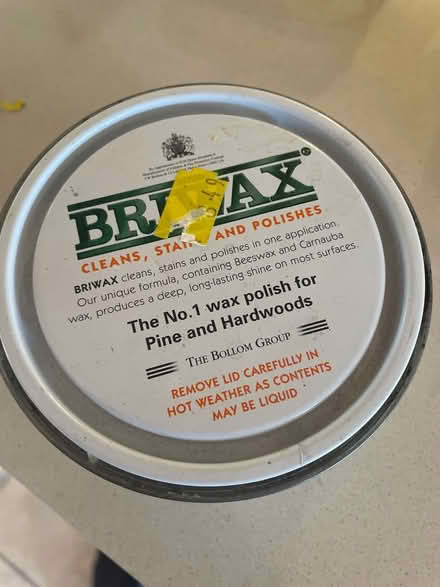 BRIWAX®
CLEANS, STAINS AND POLISHES
BRIWAX cleans, stains and polishes in one application.
Our unique formula, containing Beeswax and Carnauba
wax, produces a deep, long-lasting shine on most surfaces.
The No.1 wax polish for
Pine and Hardwoods
THE BOLLOM GROUP
REMOVE LID CAREFULLY IN
HOT WEATHER AS CONTENTS
MAY BE LIQUID